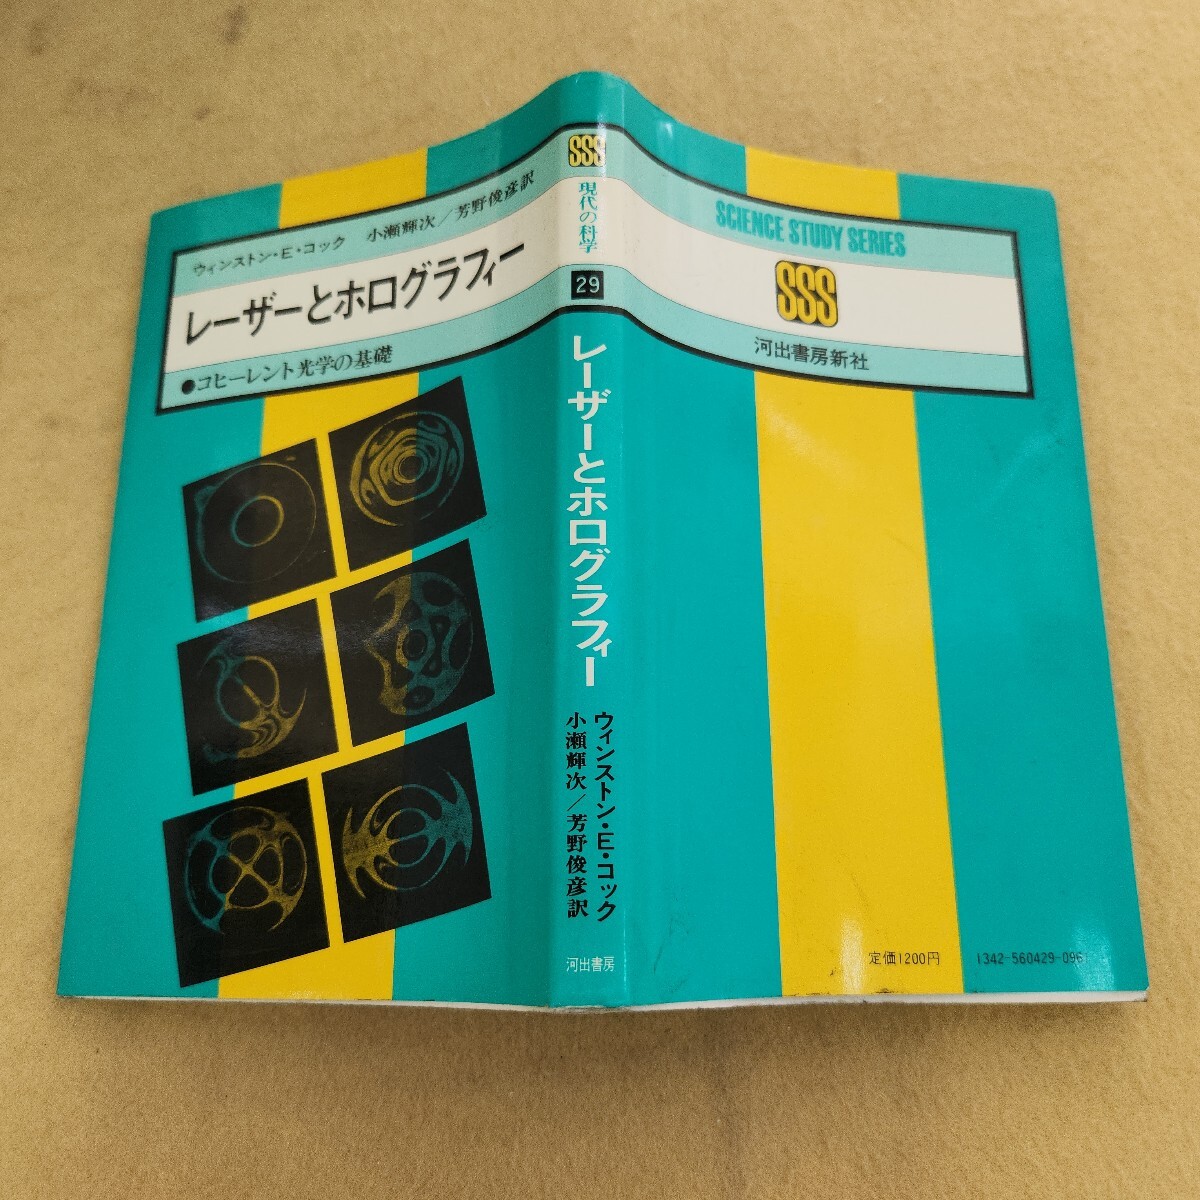 ウィンストン・E・コック 小瀬輝次／芳野俊彦訳
レーザーとホログラフィー
●コヒーレント光学の基礎
SSS
現代の科学
29
レーザーとホログラフィー
ウィンストン・E・コック
小瀬輝次／芳野俊彦訳
河出書房
SCIENCE STUDY SERIES
SSS
河出書房新社
定価1200円
1342-560429-0961